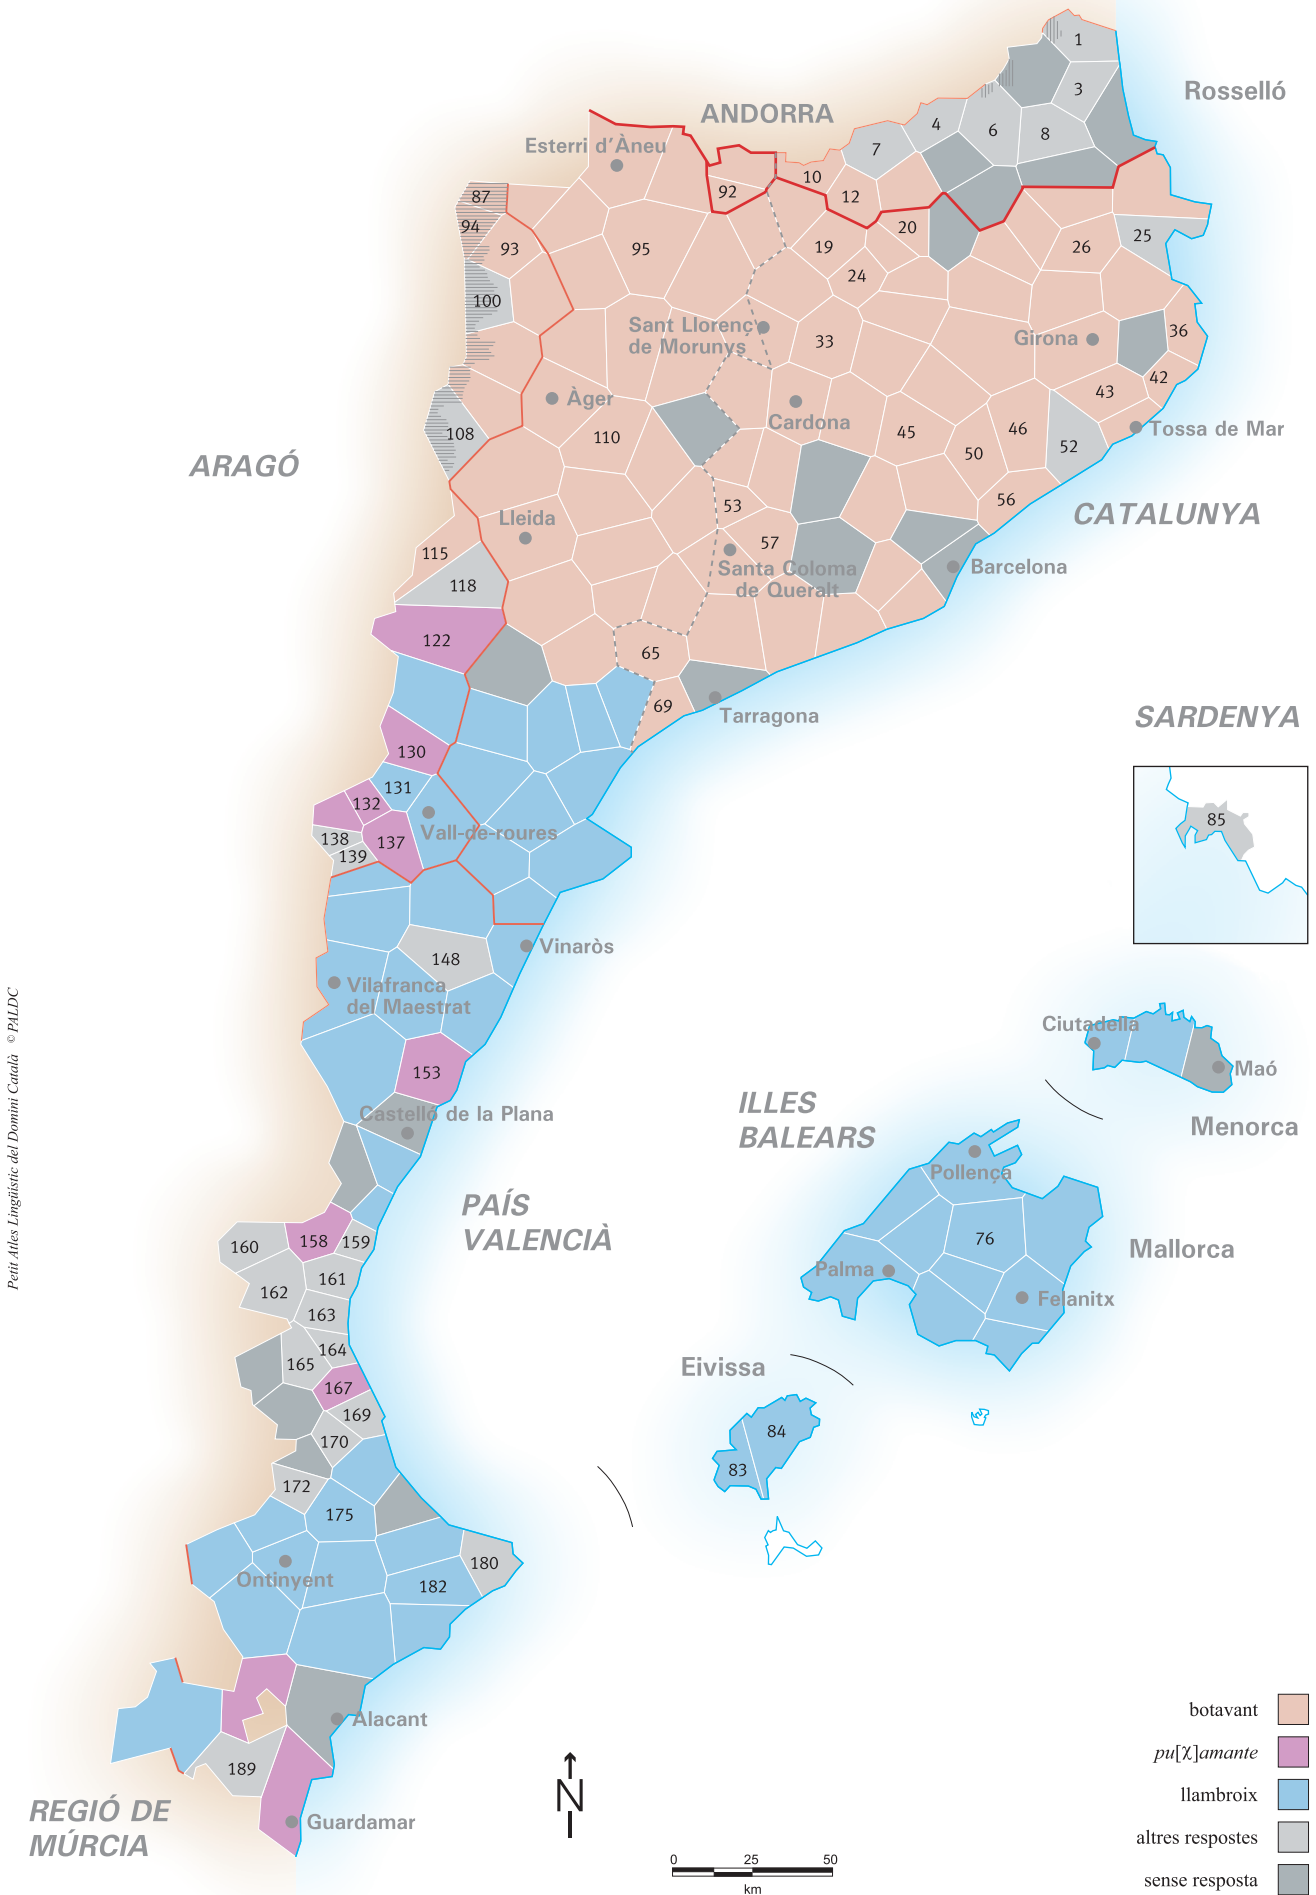 1
Rosselló
3
ANDORRA
4
6
8
Esterri d'Àneu
7
10
87
92
12
94
20
93
95
19
26
25
24
100
Sant Llorenç
de Morunys
33
Girona
36
42
43
Àger
Cardona
Tossa de Mar
108
110
45
46
52
50
ARAGÓ
53
56
CATALUNYA
Lleida
57
115
Santa Coloma
de Queralt
Barcelona
118
122
65
69
Tarragona
SARDENYA
130
131
132
Vall-de-roures
85
138
137
139
Vinaròs
148
Vilafranca
del Maestrat
Petit Atles Lingüístic del Domini Català © PALDC
Ciutadella
153
Maó
Castelló de la Plana
ILLES
BALEARS
Menorca
Pollença
PAÍS
VALENCIÀ
160
158
159
76
Mallorca
161
Palma
162
Felanitx
163
164
165
Eivissa
167
169
84
170
83
172
175
180
Ontinyent
182
Alacant
189
REGIÓ DE
MÚRCIA
Guardamar
N
0 25 50
km
botavant
pu[χ]amante
llambroix
altres respostes
sense resposta